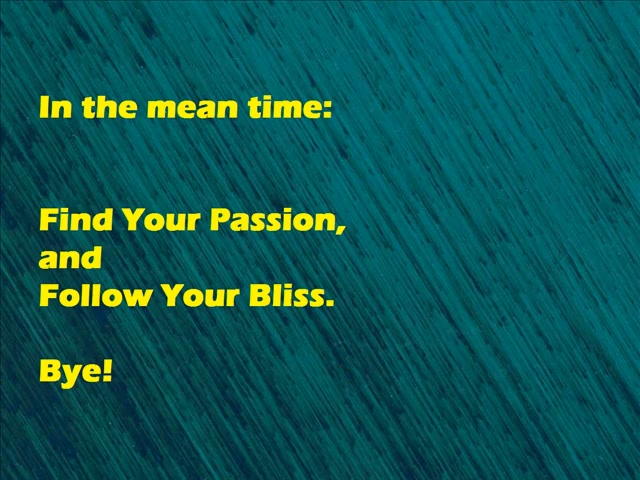 In the mean time:
Find Your Passion,
and
Follow Your Bliss.
Bye!